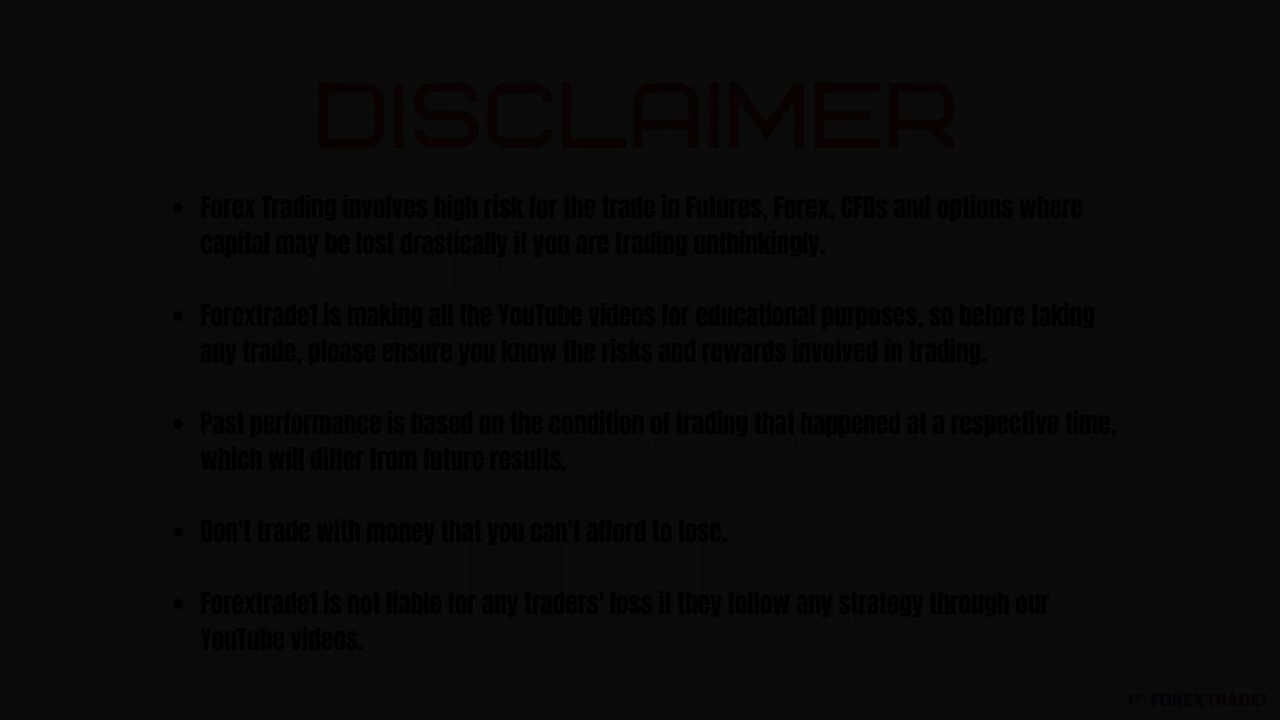 DISCLAIMER
• Forex Trading involves high risk for the trade in Futures, Forex, CFDs and options where
capital may be lost drastically if you are trading unthinkingly.
• Forextrade1 is making all the YouTube videos for educational purposes, so before taking
any trade, please ensure you know the risks and rewards involved in trading.
• Past performance is based on the condition of trading that happened at a respective time,
which will differ from future results.
• Don't trade with money that you can't afford to lose.
• Forextrade1 is not liable for any traders' loss if they follow any strategy through our
YouTube videos.
FOREXTRADE1